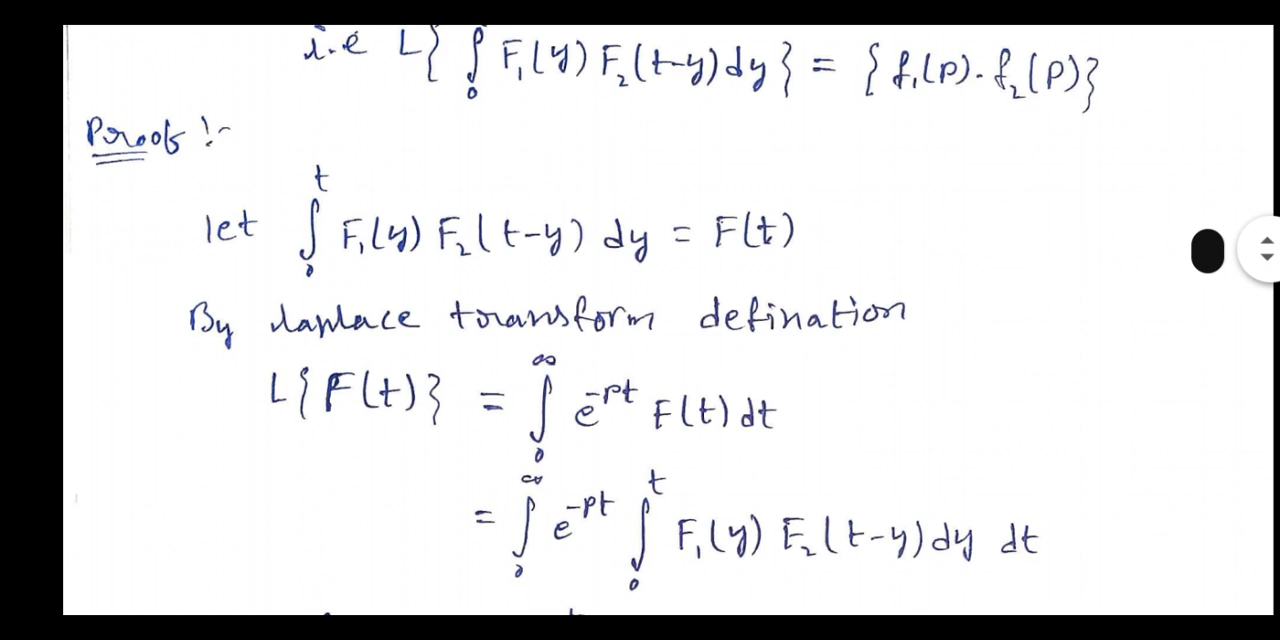 i.e L{ ∫₀ F₁(y) F₂(t-y)dy } = { f₁(p). f₂(p)}
Proof :-
let ∫₀ᵗ F₁(y) F₂(t-y) dy = F(t)
By laplace transform defination
L{F(t)} = ∫₀^∞ e^-pt F(t) dt
= ∫₀^∞ e^-pt ∫₀ᵗ F₁(y) F₂(t-y)dy dt